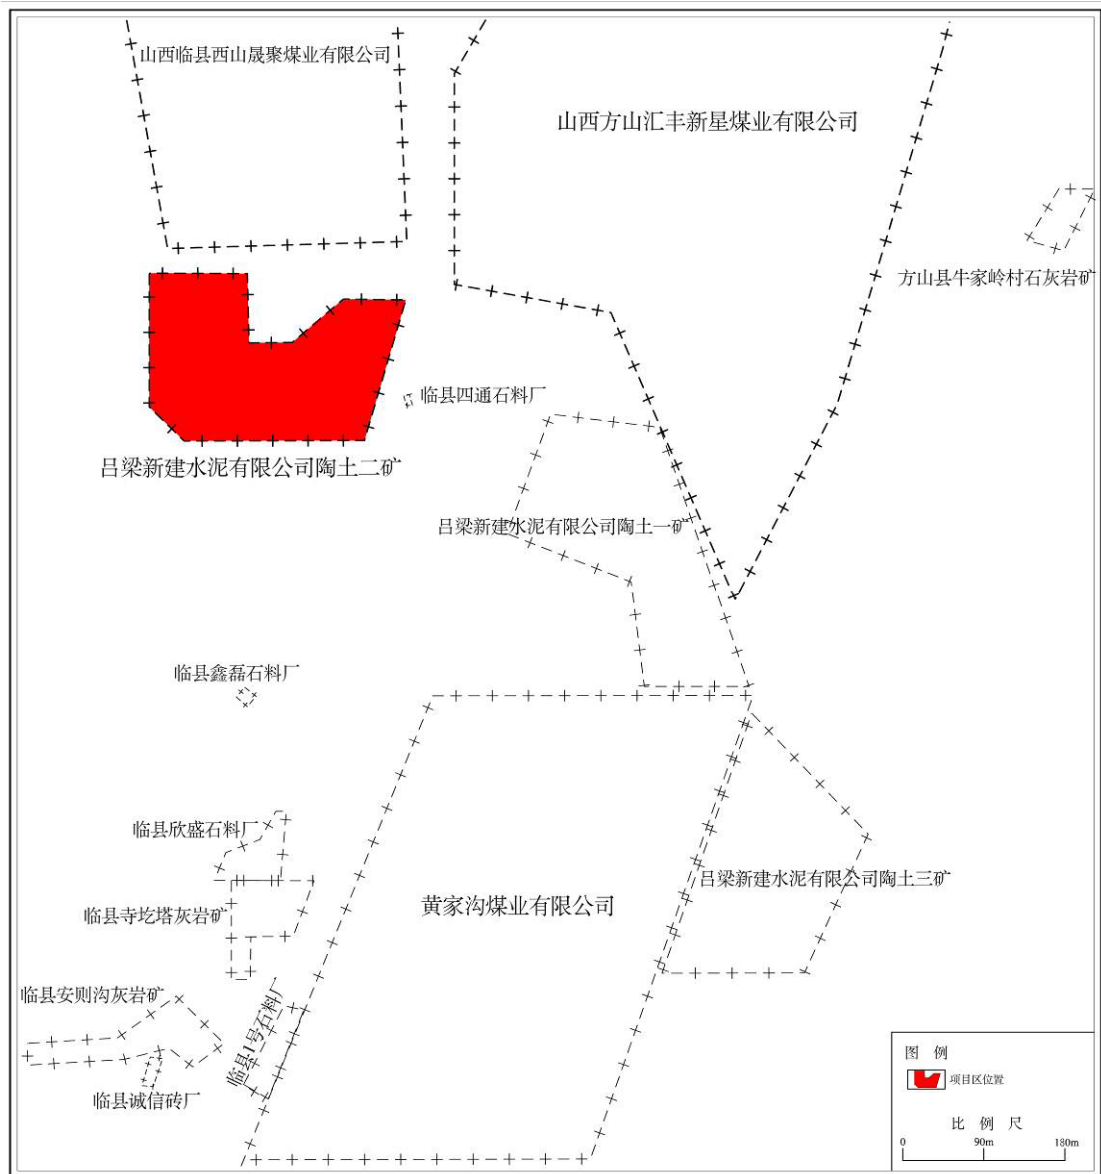 山西临县西山晟聚煤业有限公司
山西方山汇丰新星煤业有限公司
方山县牛家岭村石灰岩矿
临县四通石料厂
吕梁新建水泥有限公司陶土二矿
吕梁新建水泥有限公司陶土一矿
临县鑫磊石料厂
临县欣盛石料厂
吕梁新建水泥有限公司陶土三矿
黄家沟煤业有限公司
临县寺圪塔灰岩矿
临县安则沟灰岩矿
临县1号石料厂
临县诚信砖厂
图 例
项目区位置
比 例 尺
0 90m 180m